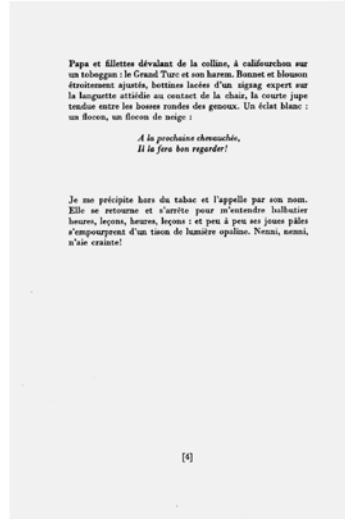 Papa et fillettes dévalant de la colline, à califourchon sur
un toboggan : le Grand Turc et son harem. Bonnet et blouson
étroitement ajustés, bottines lacées d'un zigzag expert sur
la languette attiédie au contact de la chair, la courte jupe
tendue entre les bosses rondes des genoux. Un éclat blanc :
un flocon, un flocon de neige :
A la prochaine chevauchée,
Il la fera bon regarder!
Je me précipite hors du tabac et l'appelle par son nom.
Elle se retourne et s'arrête pour m'entendre balbutier
heures, leçons, heures, leçons : et peu à peu ses joues pâles
s'empourprent d'un tison de lumière opaline. Nenni, nenni,
n'aie crainte!
[4]